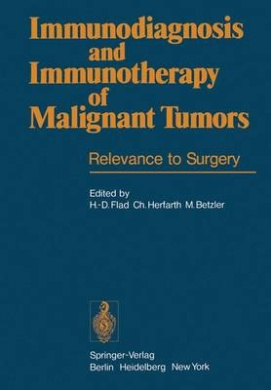 Immunodiagnosis
and
Immunotherapy
of
Malignant Tumors
Relevance to Surgery
Edited by
H.-D. Flad Ch. Herfarth M. Betzler
Springer-Verlag
Berlin Heidelberg New York